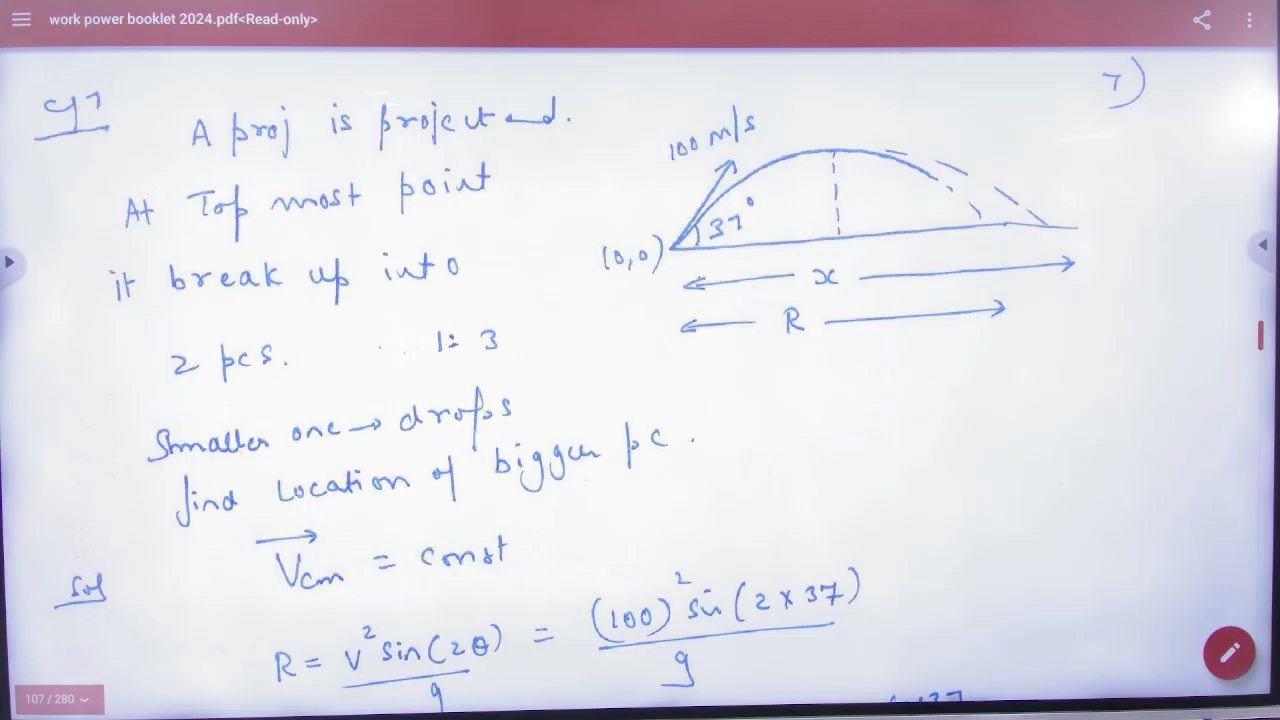 work power booklet 2024.pdf<Read-only>
7)
A proj is projected.
At Top most point
it break up into
2 pcs. 1:3
Smaller one → drops
find Location of bigger pc.
100 m/s
37°
(0,0)
x
R
Sol
Vcm = const
R = v² sin(2θ)/g = (100)² sin(2×37)/g
107 / 280